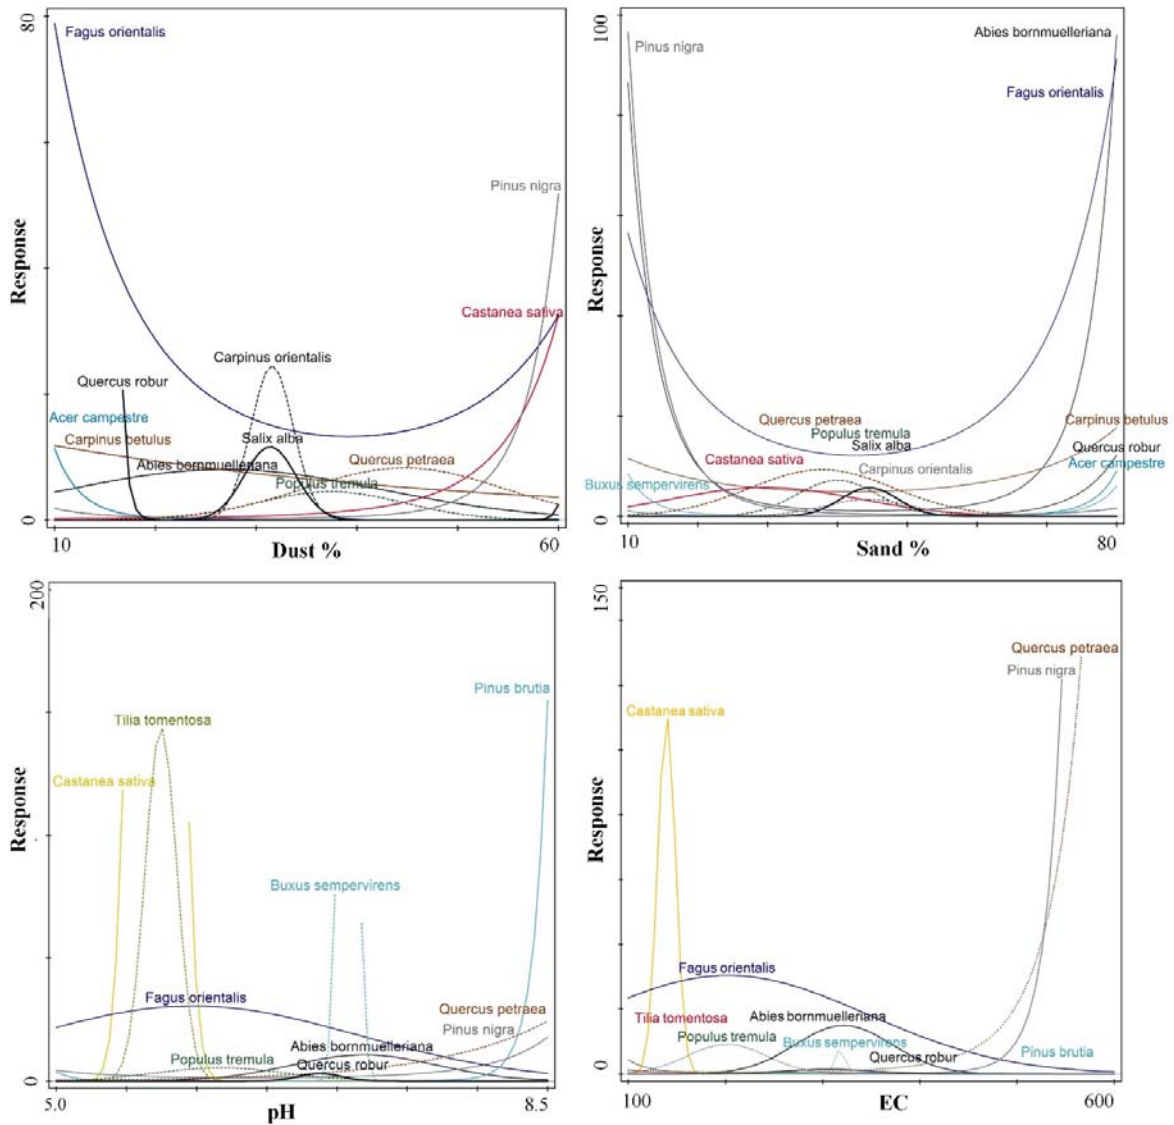 80
Fagus orientalis
Pinus nigra
Castanea sativa
Carpinus orientalis
Quercus robur
Acer campestre
Carpinus betulus
Salix alba
Abies bornmuelleriana
Quercus petraea
Populus tremula
Response
0
10
Dust %
60
100
Pinus nigra
Abies bornmuelleriana
Fagus orientalis
Quercus petraea
Populus tremula
Salix alba
Carpinus betulus
Quercus robur
Acer campestre
Castanea sativa
Carpinus orientalis
Buxus sempervirens
Response
0
10
Sand %
80
200
Pinus brutia
Tilia tomentosa
Castanea sativa
Buxus sempervirens
Fagus orientalis
Quercus petraea
Pinus nigra
Abies bornmuelleriana
Populus tremula
Quercus robur
Response
0
5.0
pH
8.5
150
Quercus petraea
Pinus nigra
Castanea sativa
Fagus orientalis
Tilia tomentosa
Abies bornmuelleriana
Populus tremula
Buxus sempervirens
Quercus robur
Pinus brutia
Response
0
100
EC
600